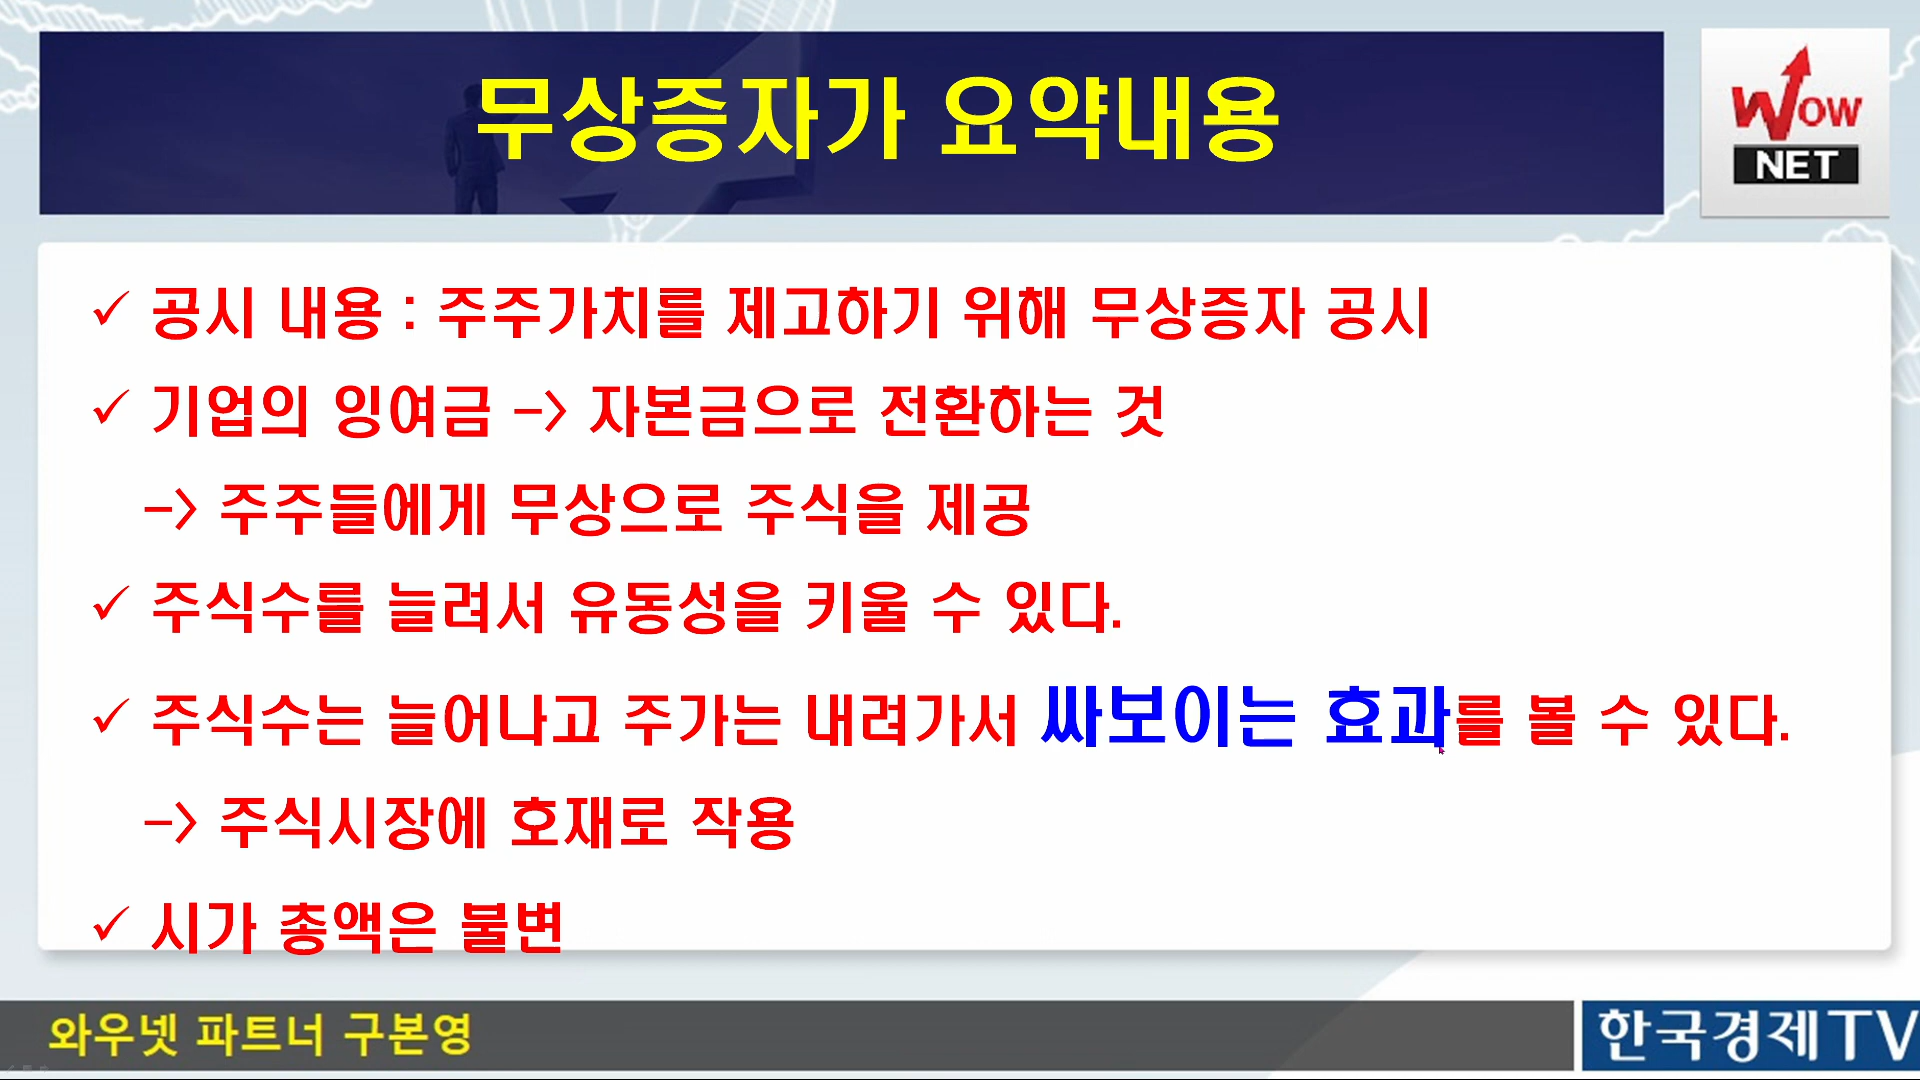 무상증자가 요약내용
WOW
NET
✓ 공시 내용 : 주주가치를 제고하기 위해 무상증자 공시
✓ 기업의 잉여금 -> 자본금으로 전환하는 것
-> 주주들에게 무상으로 주식을 제공
✓ 주식수를 늘려서 유동성을 키울 수 있다.
✓ 주식수는 늘어나고 주가는 내려가서 싸보이는 효과를 볼 수 있다.
-> 주식시장에 호재로 작용
✓ 시가 총액은 불변
와우넷 파트너 구본영
한국경제TV